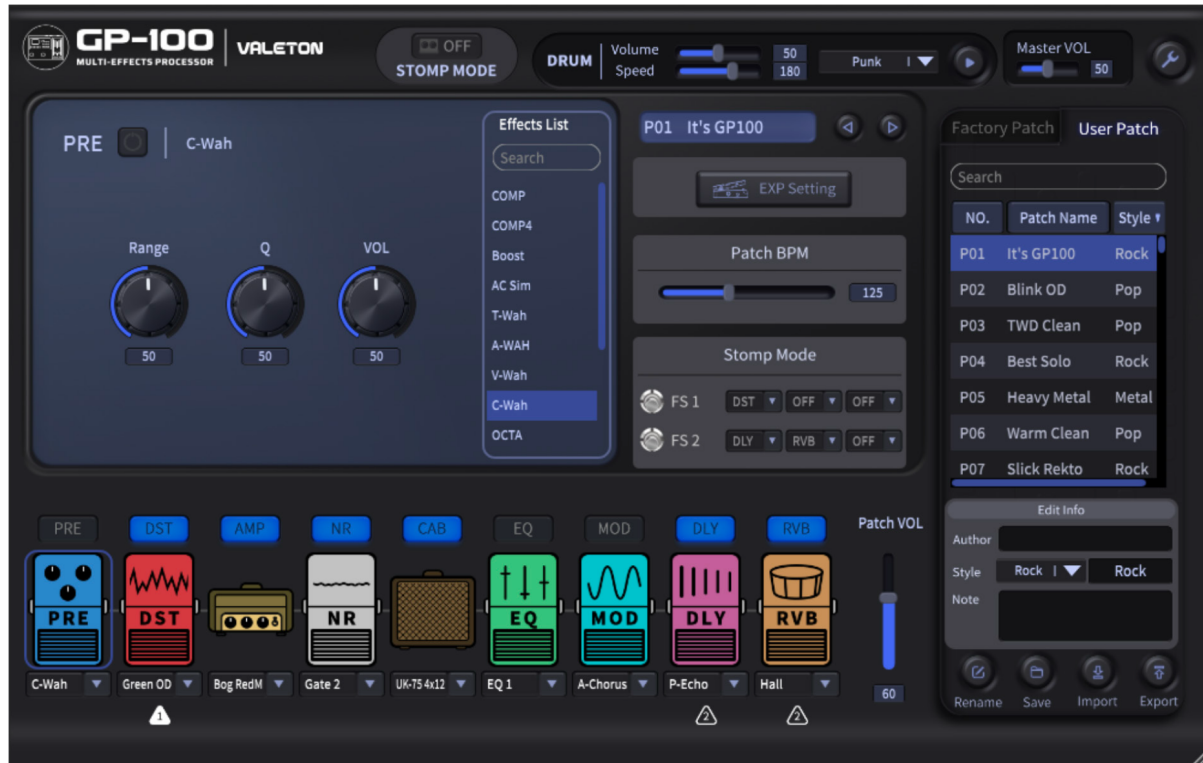 GP-100 VALETON
MULTI-EFFECTS PROCESSOR
OFF
STOMP MODE
DRUM
Volume 50
Speed 180
Punk
Master VOL
50
PRE C-Wah
Range Q VOL
50 50 50
Effects List
Search
COMP
COMP4
Boost
AC Sim
T-Wah
A-WAH
V-Wah
C-Wah
OCTA
P01 It's GP100
EXP Setting
Patch BPM
125
Stomp Mode
FS 1 DST OFF OFF
FS 2 DLY RVB OFF
Factory Patch User Patch
Search
NO. Patch Name Style
P01 It's GP100 Rock
P02 Blink OD Pop
P03 TWD Clean Pop
P04 Best Solo Rock
P05 Heavy Metal Metal
P06 Warm Clean Pop
P07 Slick Rekto Rock
Edit Info
Author
Style Rock Rock
Note
Rename Save Import Export
PRE DST AMP NR CAB EQ MOD DLY RVB Patch VOL
PRE DST NR EQ MOD DLY RVB
C-Wah Green OD Bog RedM Gate 2 UK-75 4x12 EQ 1 A-Chorus P-Echo Hall
60
1 2 2